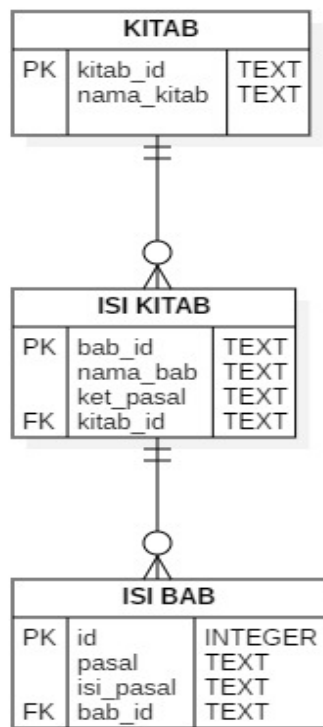 KITAB
PK kitab_id TEXT
nama_kitab TEXT
ISI KITAB
PK bab_id TEXT
nama_bab TEXT
ket_pasal TEXT
FK kitab_id TEXT
ISI BAB
PK id INTEGER
pasal TEXT
isi_pasal TEXT
FK bab_id TEXT